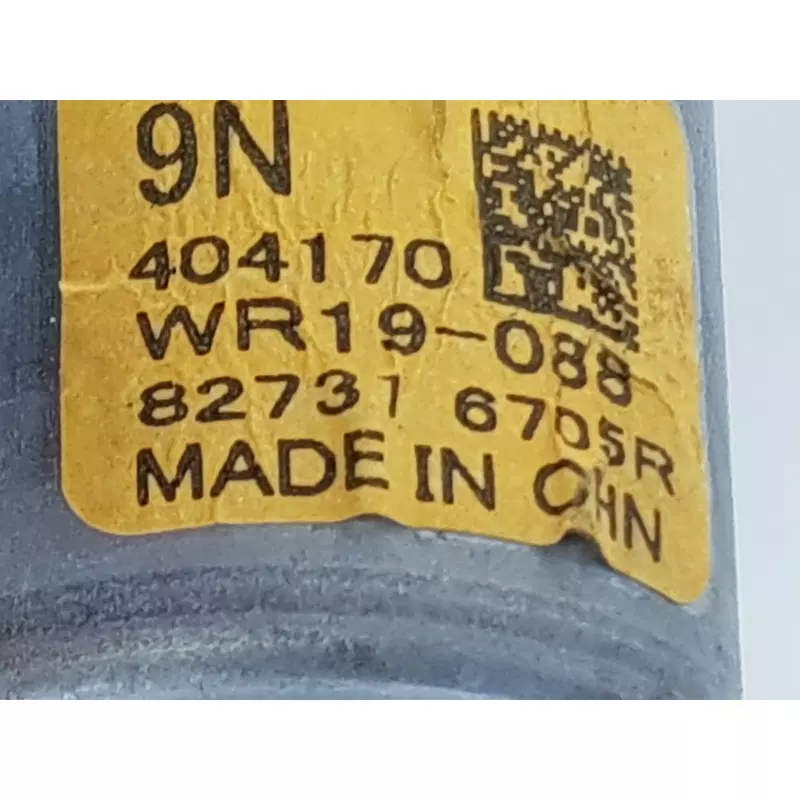 9N
404170
WR19-088
82731 6705R
MADE IN CHN